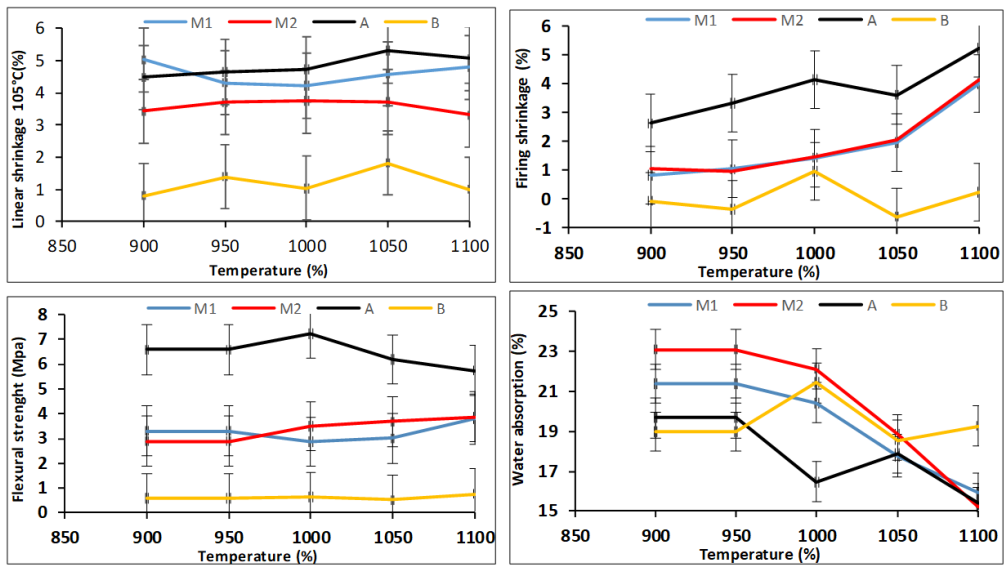 M1 M2 A B
Linear shrinkage 105°C(%)
6
5
4
3
2
1
0
850 900 950 1000 1050 1100
Temperature (%)
M1 M2 A B
Firing shrinkage (%)
6
5
4
3
2
1
0
-1
850 900 950 1000 1050 1100
Temperature (%)
M1 M2 A B
Flexural strenght (Mpa)
8
7
6
5
4
3
2
1
0
850 900 950 1000 1050 1100
Temperature (%)
M1 M2 A B
Water absorption (%)
25
23
21
19
17
15
850 900 950 1000 1050 1100
Temperature (%)